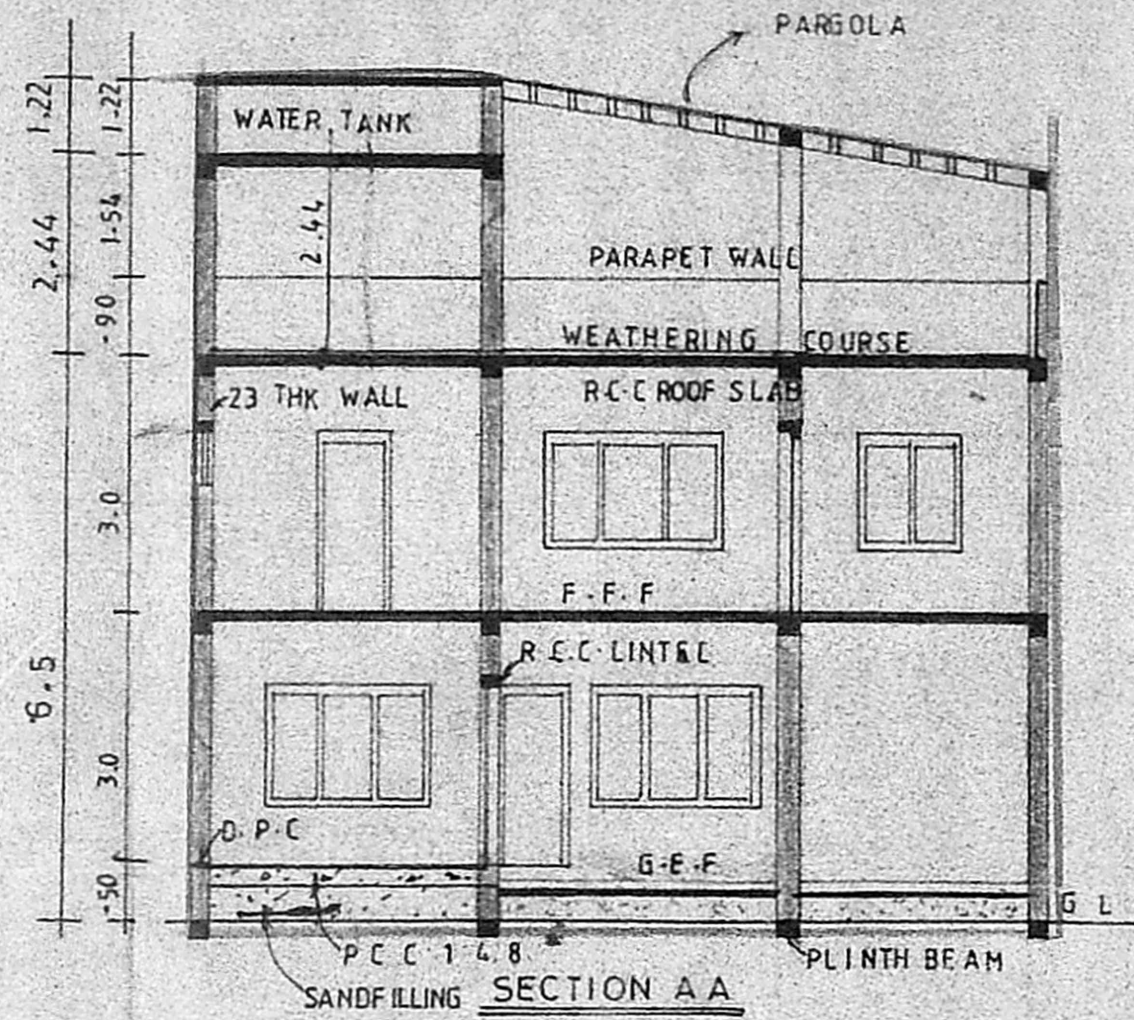 PARGOLA
1.22
1.22
WATER TANK
2.44
1.54
2.44
PARAPET WALL
.90
WEATHERING COURSE
23 THK WALL
R.C.C ROOF SLAB
3.0
F.F.F
R.C.C. LINTEL
6.5
3.0
D.P.C
G.E.F
.50
G L
P C C 1 4 8
PLINTH BEAM
SANDFILLING
SECTION A A